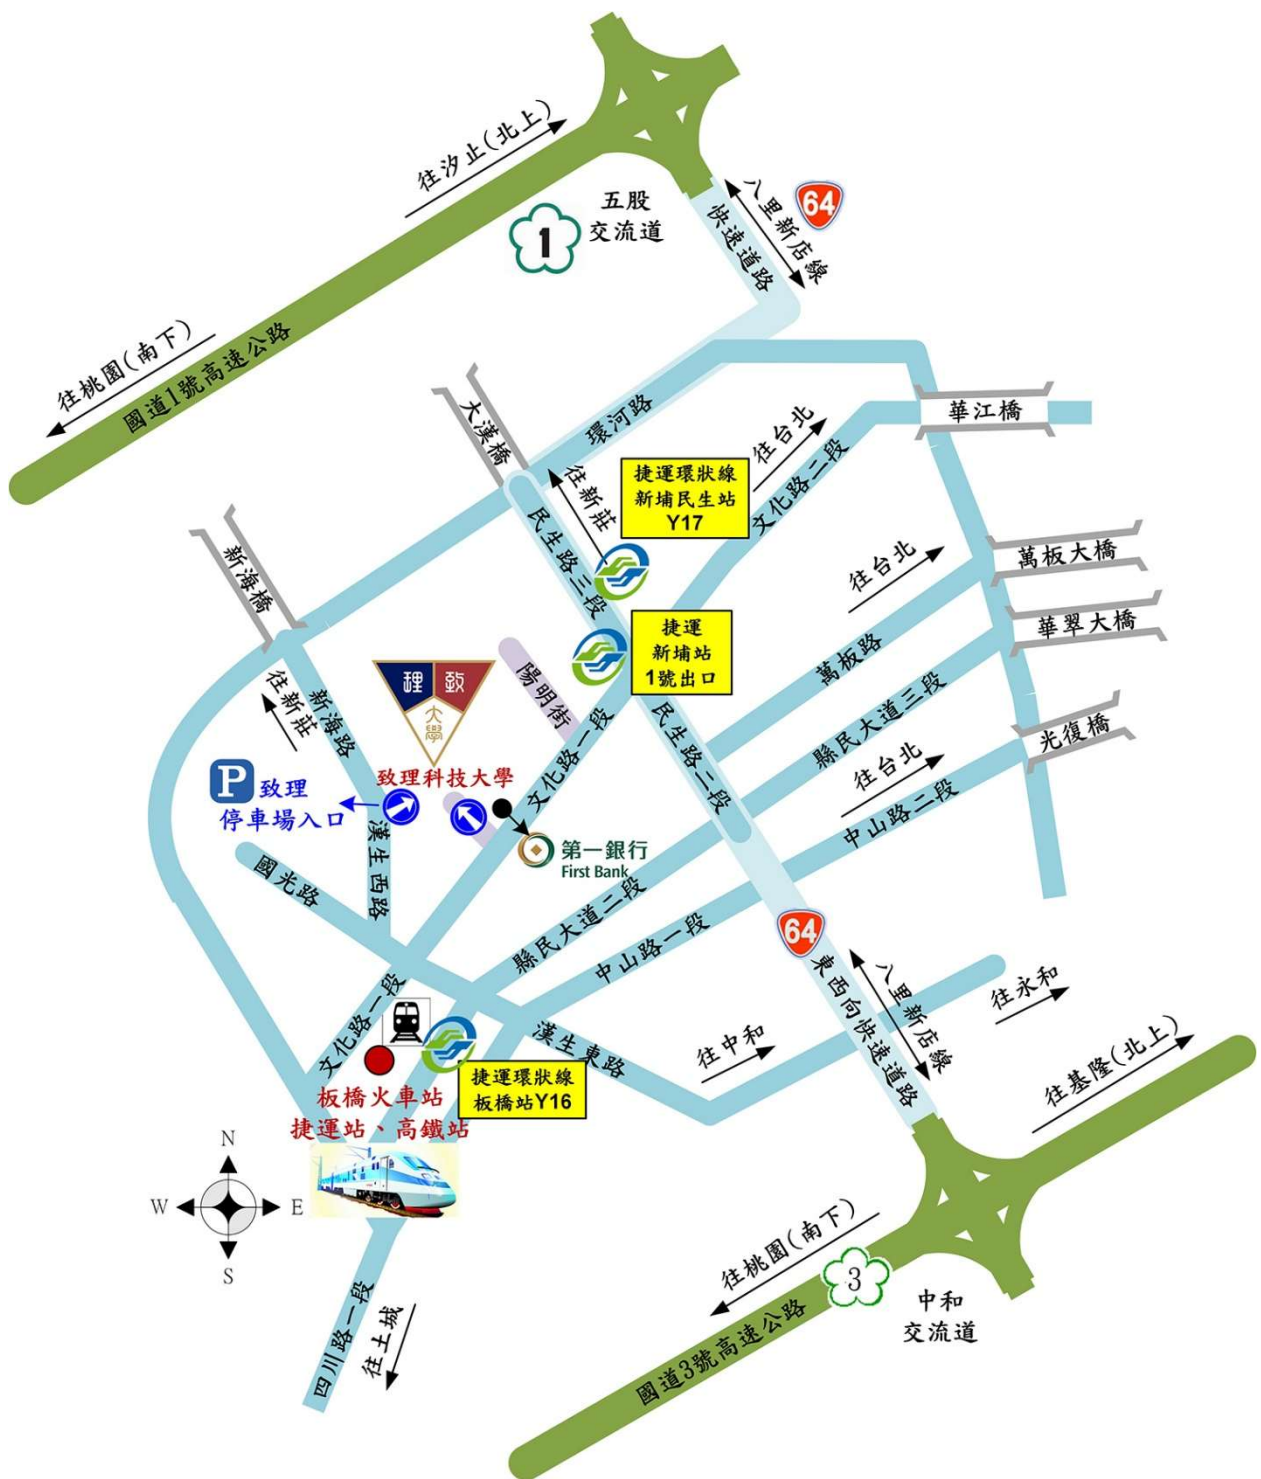 往汐止(北上)
五股
交流道
1
八里新店線
64
快速道路
往桃園(南下)
國道1號高速公路
大漢橋
環河路
往新莊
捷運環狀線
新埔民生站
Y17
往台北
文化路二段
華江橋
民生路三段
新海橋
往台北
萬板大橋
華翠大橋
光復橋
捷運
新埔站
1號出口
萬板路
縣民大道三段
往台北
中山路二段
陽明街
理
致
大
學
致理科技大學
往新莊
新海路
P
致理
停車場入口
文化路一段
民生路二段
第一銀行
First Bank
漢生西路
國光路
縣民大道二段
中山路一段
64
東西向快速道路
八里新店線
往永和
往中和
漢生東路
文化路一段
捷運環狀線
板橋站Y16
板橋火車站
捷運站、高鐵站
往基隆(北上)
N
W
E
S
四川路一段
往土城
往桃園(南下)
3
中和
交流道
國道3號高速公路